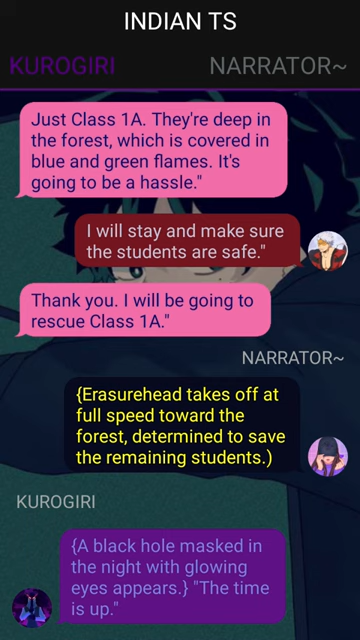 INDIAN TS
KUROGIRI NARRATOR~
Just Class 1A. They're deep in
the forest, which is covered in
blue and green flames. It's
going to be a hassle."
I will stay and make sure
the students are safe."
Thank you. I will be going to
rescue Class 1A."
NARRATOR~
{Erasurehead takes off at
full speed toward the
forest, determined to save
the remaining students.)
KUROGIRI
{A black hole masked in
the night with glowing
eyes appears.} "The time
is up."